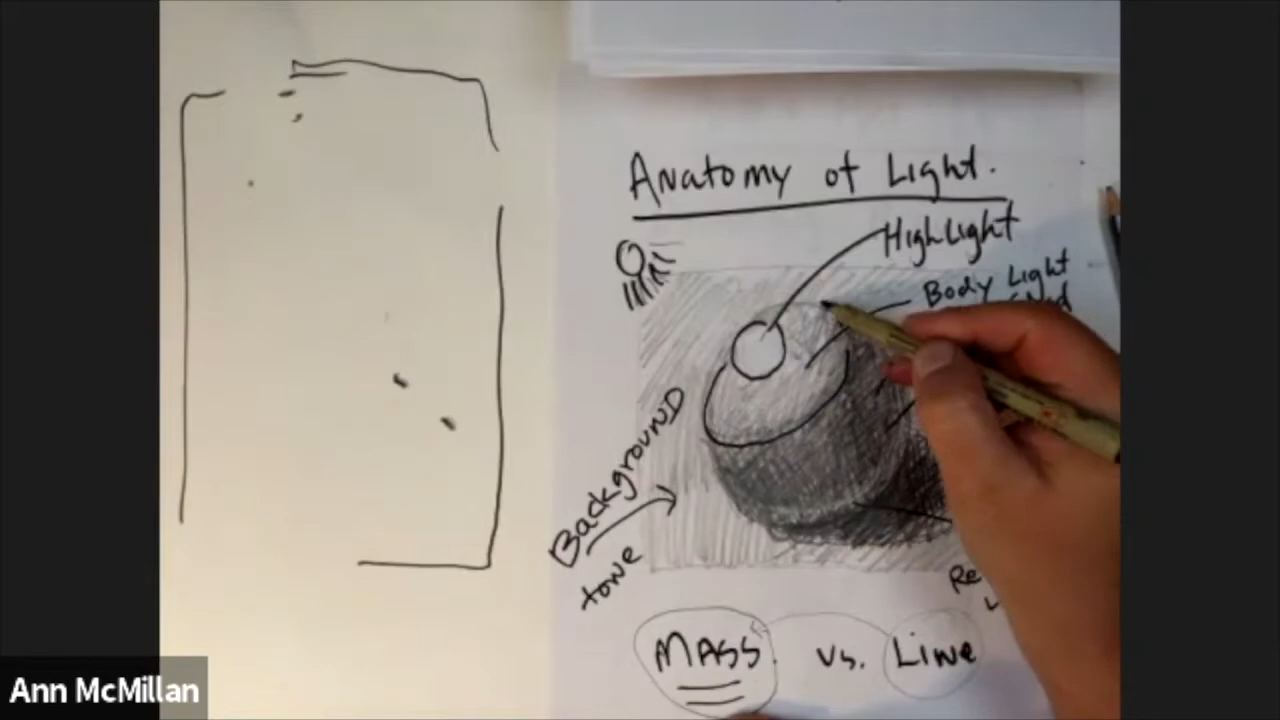 Anatomy of Light.
HIGHLIGHT
Body Light
BACKGROUND
tone
MASS vs. Line
Ann McMillan